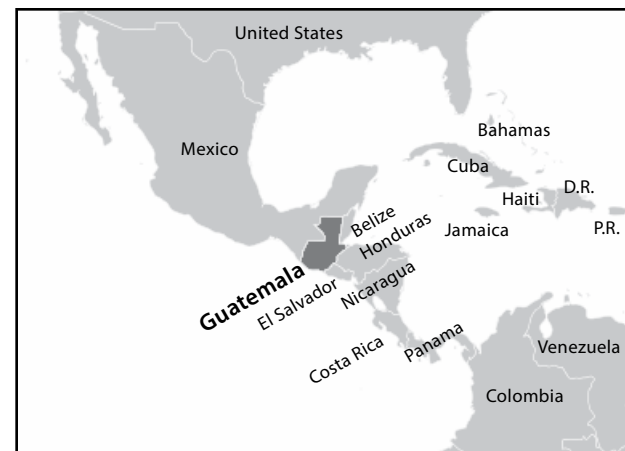 United States
Bahamas
Mexico
Cuba
D.R.
Haiti
Belize
Jamaica
P.R.
Honduras
Guatemala
El Salvador
Nicaragua
Costa Rica
Panama
Venezuela
Colombia